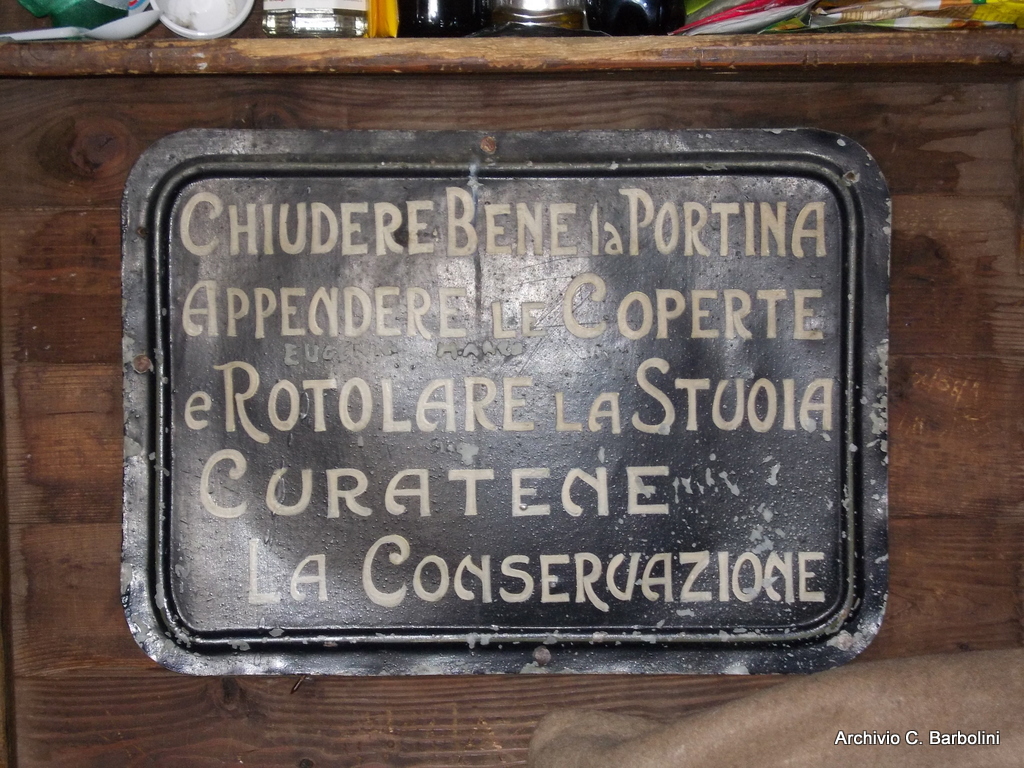 CHIUDERE BENE la PORTINA
APPENDERE LE COPERTE
e ROTOLARE LA STUOIA
CURATENE
LA CONSERVAZIONE
Archivio C. Barbolini